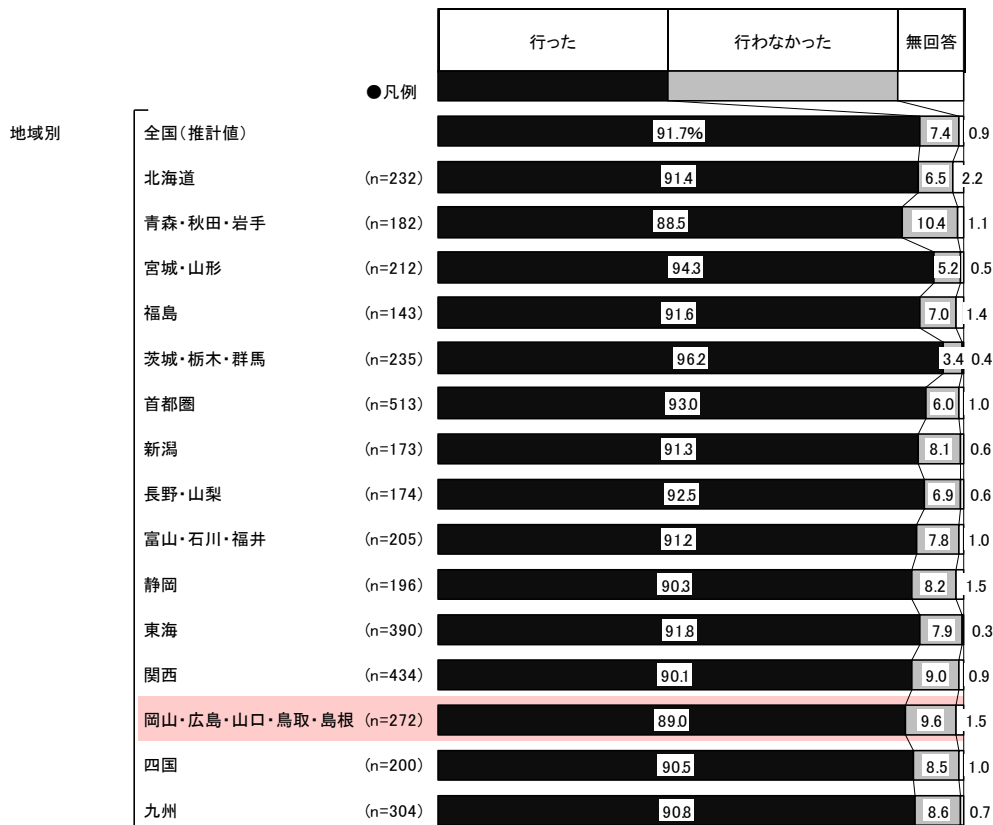 行った 行わなかった 無回答
●凡例
地域別 全国(推計値) 91.7% 7.4 0.9
北海道 (n=232) 91.4 6.5 2.2
青森・秋田・岩手 (n=182) 88.5 10.4 1.1
宮城・山形 (n=212) 94.3 5.2 0.5
福島 (n=143) 91.6 7.0 1.4
茨城・栃木・群馬 (n=235) 96.2 3.4 0.4
首都圏 (n=513) 93.0 6.0 1.0
新潟 (n=173) 91.3 8.1 0.6
長野・山梨 (n=174) 92.5 6.9 0.6
富山・石川・福井 (n=205) 91.2 7.8 1.0
静岡 (n=196) 90.3 8.2 1.5
東海 (n=390) 91.8 7.9 0.3
関西 (n=434) 90.1 9.0 0.9
岡山・広島・山口・鳥取・島根 (n=272) 89.0 9.6 1.5
四国 (n=200) 90.5 8.5 1.0
九州 (n=304) 90.8 8.6 0.7